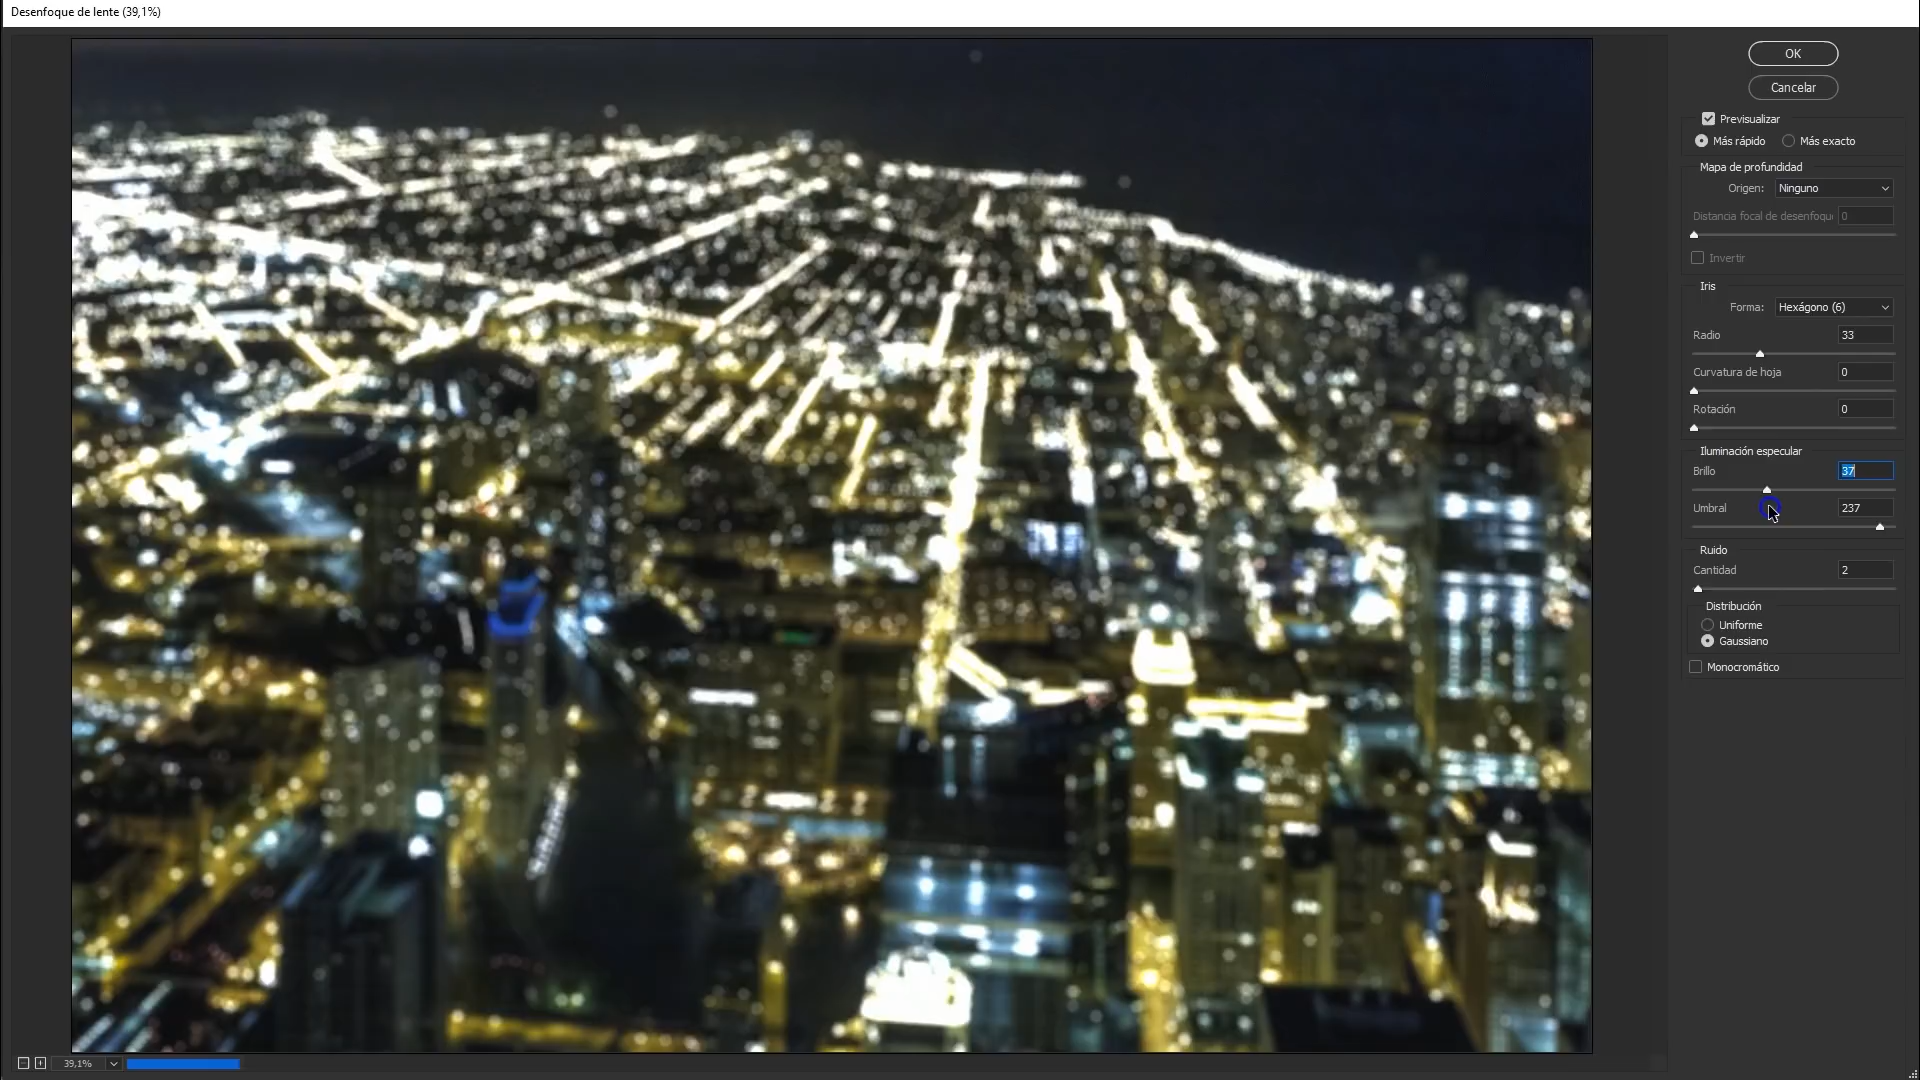 Desenfoque de lente (39,1%)
OK
Cancelar
Previsualizar
Más rápido
Más exacto
Mapa de profundidad
Origen: Ninguno
Distancia focal de desenfoqu 0
Invertir
Iris
Forma: Hexágono (6)
Radio 33
Curvatura de hoja 0
Rotación 0
Iluminación especular
Brillo 37
Umbral 237
Ruido
Cantidad 2
Distribución
Uniforme
Gaussiano
Monocromático
39,1%